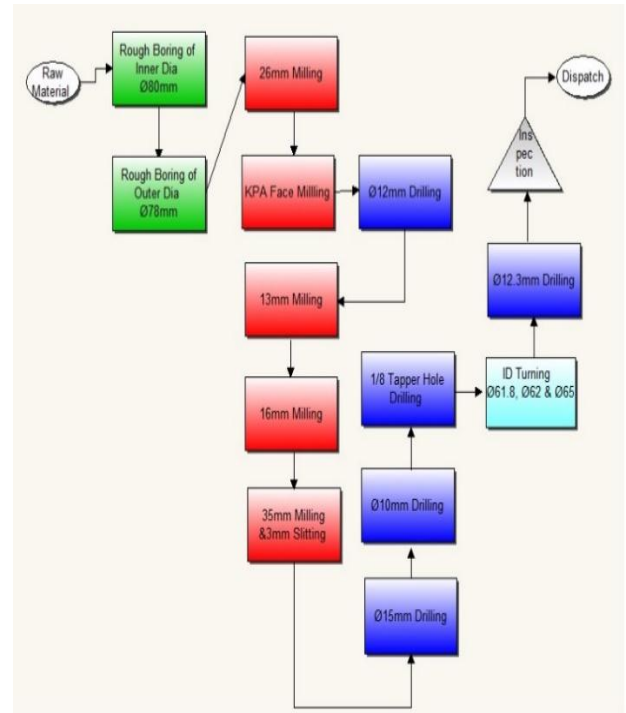 Raw
Material
Rough Boring of
Inner Dia
Ø80mm
Rough Boring of
Outer Dia
Ø78mm
26mm Milling
KPA Face Millling
Ø12mm Drilling
13mm Milling
16mm Milling
35mm Milling
&3mm Slitting
Ø15mm Drilling
Ø10mm Drilling
1/8 Tapper Hole
Drilling
ID Turning
Ø61.8, Ø62 & Ø65
Ø12.3mm Drilling
Ins
pec
tion
Dispatch